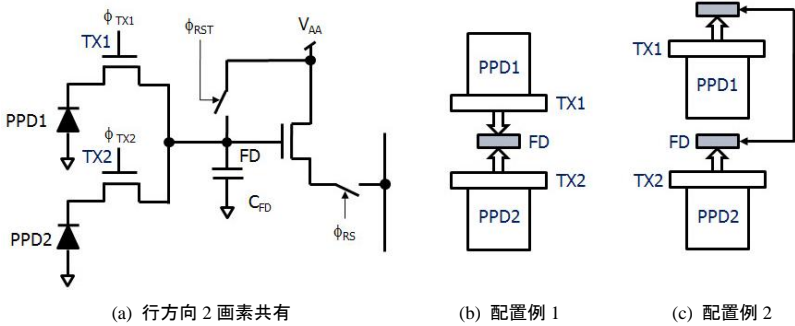 ϕTX1
TX1
PPD1
ϕTX2
TX2
PPD2
ϕRST
VAA
FD
CFD
ϕRS
(a) 行方向 2 画素共有
PPD1
TX1
FD
TX2
PPD2
(b) 配置例 1
TX1
PPD1
FD
TX2
PPD2
(c) 配置例 2